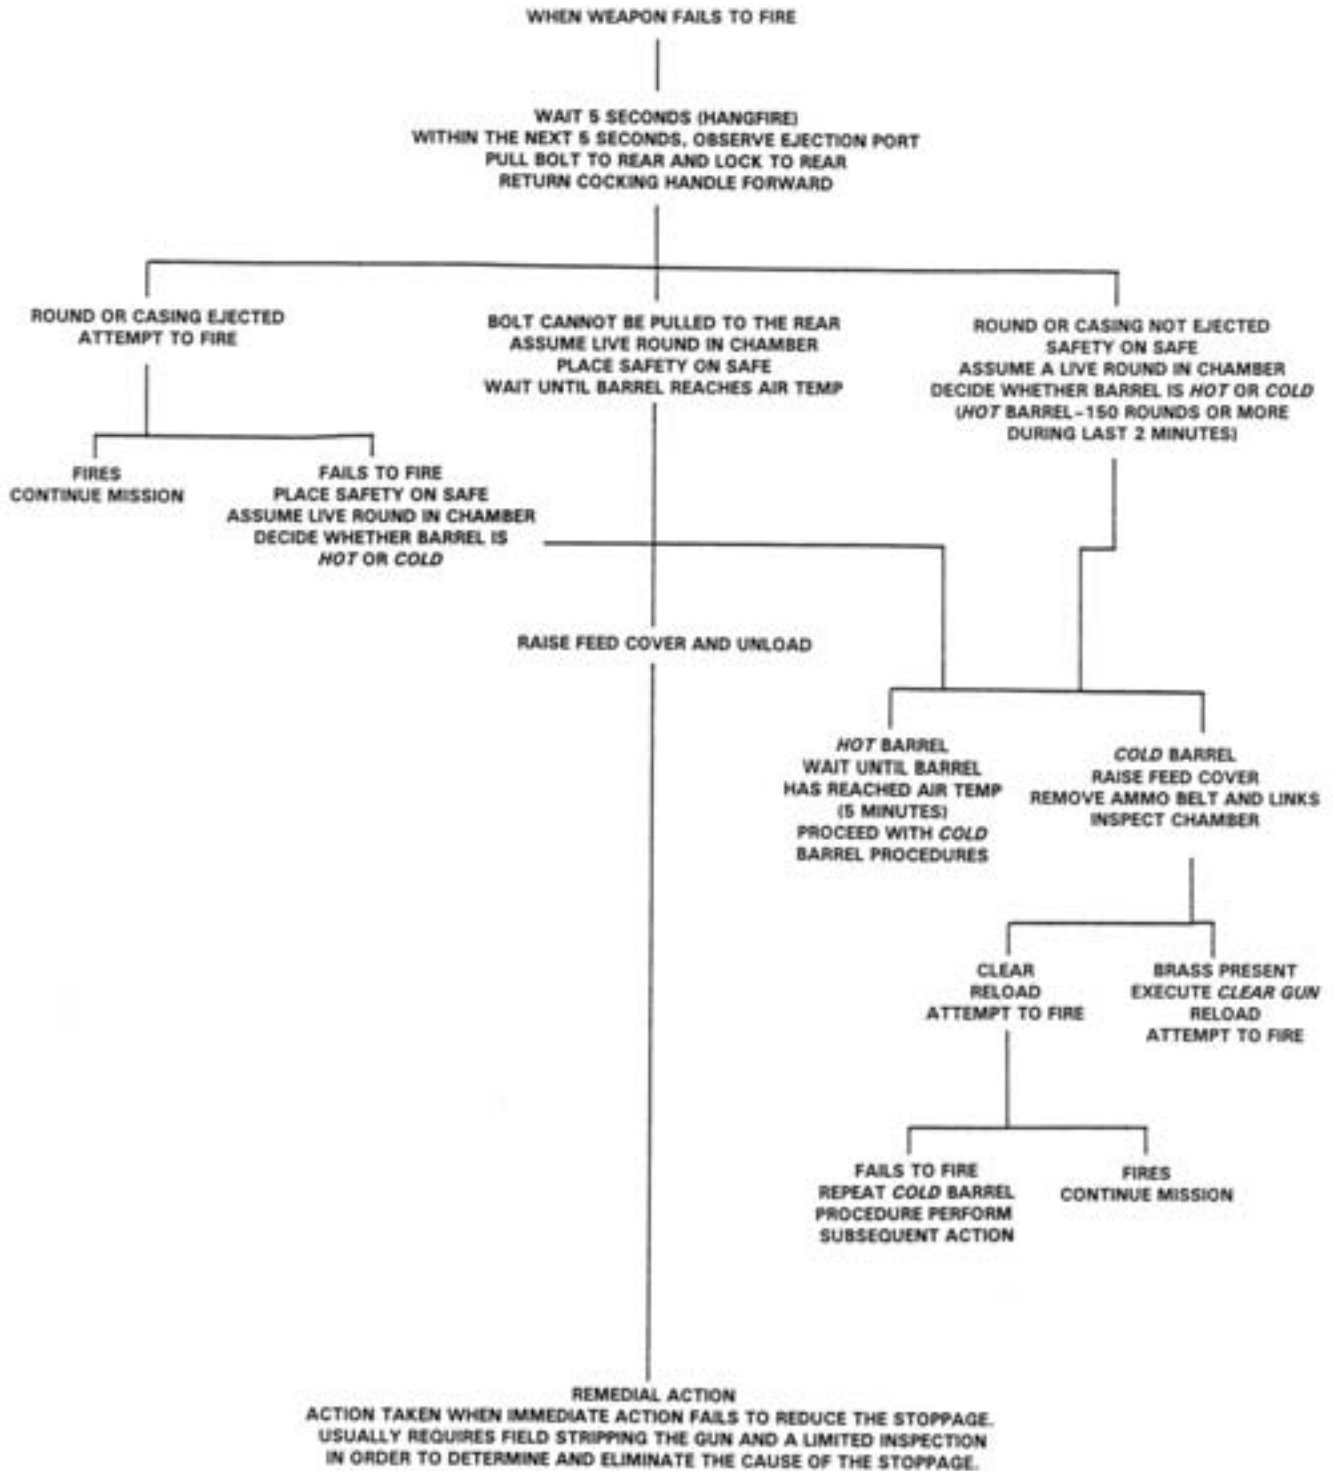 WHEN WEAPON FAILS TO FIRE
WAIT 5 SECONDS (HANGFIRE)
WITHIN THE NEXT 5 SECONDS, OBSERVE EJECTION PORT
PULL BOLT TO REAR AND LOCK TO REAR
RETURN COCKING HANDLE FORWARD
ROUND OR CASING EJECTED
ATTEMPT TO FIRE
BOLT CANNOT BE PULLED TO THE REAR
ASSUME LIVE ROUND IN CHAMBER
PLACE SAFETY ON SAFE
WAIT UNTIL BARREL REACHES AIR TEMP
ROUND OR CASING NOT EJECTED
SAFETY ON SAFE
ASSUME A LIVE ROUND IN CHAMBER
DECIDE WHETHER BARREL IS HOT OR COLD
(HOT BARREL-150 ROUNDS OR MORE
DURING LAST 2 MINUTES)
FIRES
CONTINUE MISSION
FAILS TO FIRE
PLACE SAFETY ON SAFE
ASSUME LIVE ROUND IN CHAMBER
DECIDE WHETHER BARREL IS
HOT OR COLD
RAISE FEED COVER AND UNLOAD
HOT BARREL
WAIT UNTIL BARREL
HAS REACHED AIR TEMP
(5 MINUTES)
PROCEED WITH COLD
BARREL PROCEDURES
COLD BARREL
RAISE FEED COVER
REMOVE AMMO BELT AND LINKS
INSPECT CHAMBER
CLEAR
RELOAD
ATTEMPT TO FIRE
BRASS PRESENT
EXECUTE CLEAR GUN
RELOAD
ATTEMPT TO FIRE
FAILS TO FIRE
REPEAT COLD BARREL
PROCEDURE PERFORM
SUBSEQUENT ACTION
FIRES
CONTINUE MISSION
REMEDIAL ACTION
ACTION TAKEN WHEN IMMEDIATE ACTION FAILS TO REDUCE THE STOPPAGE.
USUALLY REQUIRES FIELD STRIPPING THE GUN AND A LIMITED INSPECTION
IN ORDER TO DETERMINE AND ELIMINATE THE CAUSE OF THE STOPPAGE.